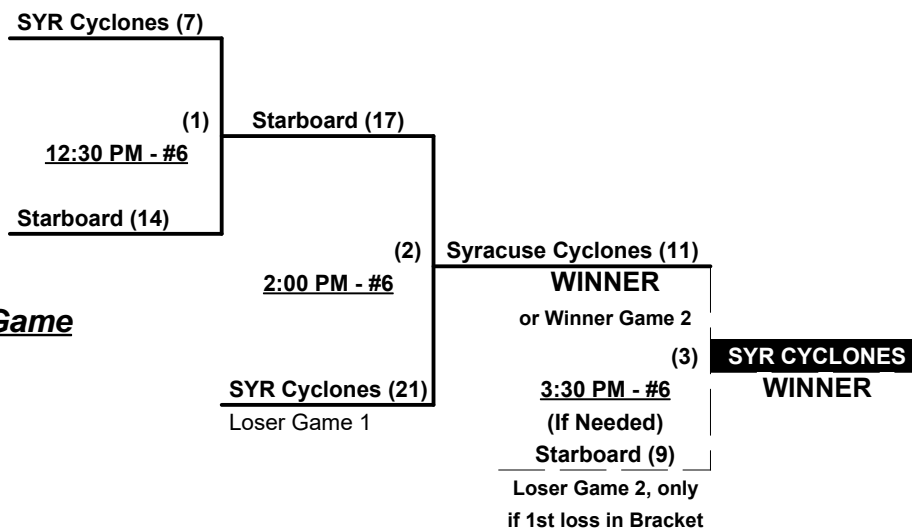 SYR Cyclones (7)
(1)
Starboard (17)
12:30 PM - #6
Starboard (14)
(2)
Syracuse Cyclones (11)
2:00 PM - #6
WINNER
or Winner Game 2
Game
(3)
SYR CYCLONES
SYR Cyclones (21)
3:30 PM - #6
WINNER
Loser Game 1
(If Needed)
Starboard (9)
Loser Game 2, only
if 1st loss in Bracket